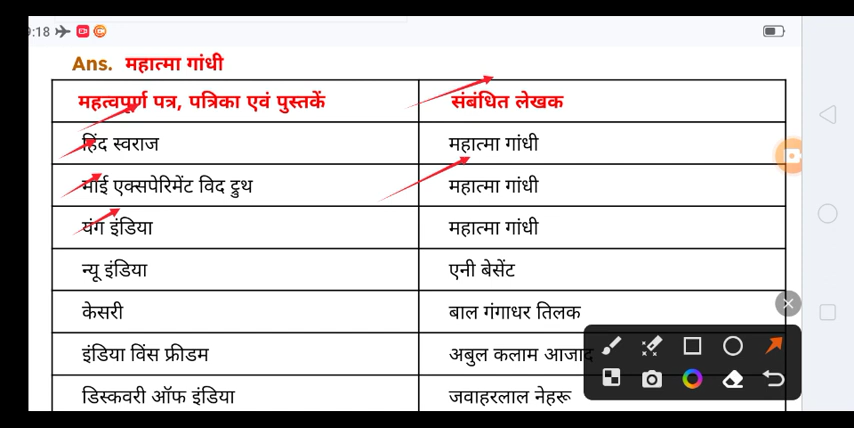 :18
Ans. महात्मा गांधी
महत्वपूर्ण पत्र, पत्रिका एवं पुस्तकें संबंधित लेखक
हिंद स्वराज महात्मा गांधी
माई एक्सपेरिमेंट विद ट्रुथ महात्मा गांधी
यंग इंडिया महात्मा गांधी
न्यू इंडिया एनी बेसेंट
केसरी बाल गंगाधर तिलक
इंडिया विंस फ्रीडम अबुल कलाम आजाद
डिस्कवरी ऑफ इंडिया जवाहरलाल नेहरू